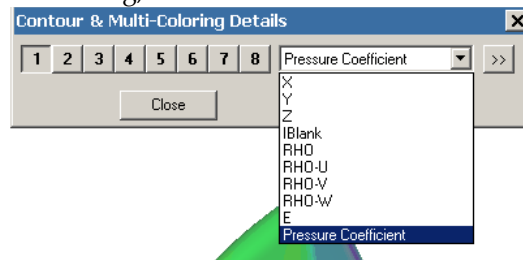 Contour & Multi-Coloring Details
1 2 3 4 5 6 7 8 Pressure Coefficient >>
Close
X
Y
Z
IBlank
RHO
RHO-U
RHO-V
RHO-W
E
Pressure Coefficient